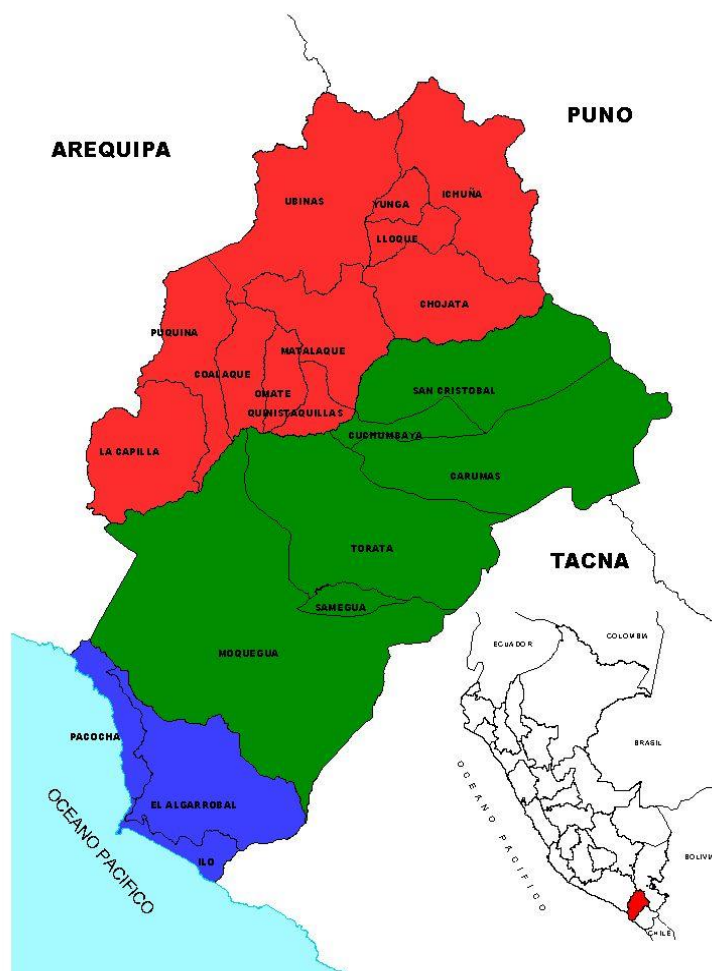 PUNO
AREQUIPA
UBINAS
ICHUÑA
YUNGA
LLOQUE
CHOJATA
PUQUINA
MATALAQUE
COALAQUE
OMATE
SAN CRISTOBAL
QUINISTAQUILLAS
CUCHUMBAYA
LA CAPILLA
CARUMAS
TORATA
TACNA
SAMEGUA
MOQUEGUA
PACOCHA
EL ALGARROBAL
ILO
OCEANO PACIFICO
ECUADOR
COLOMBIA
BRASIL
OCEANO PACIFICO
BOLIVIA
CHILE